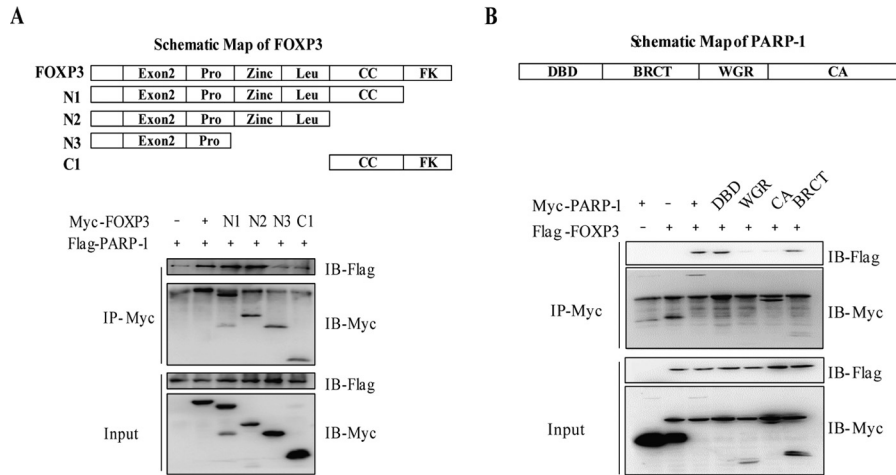 A
Schematic Map of FOXP3
FOXP3 Exon2 Pro Zinc Leu CC FK
N1 Exon2 Pro Zinc Leu CC
N2 Exon2 Pro Zinc Leu
N3 Exon2 Pro
C1 CC FK
Myc-FOXP3 - + N1 N2 N3 C1
Flag-PARP-1 + + + + + +
IP-Myc
IB-Flag
IB-Myc
Input
IB-Flag
IB-Myc
B
Schematic Map of PARP-1
DBD BRCT WGR CA
Myc-PARP-1 + - + DBD WGR CA BRCT
Flag-FOXP3 - + + + + + +
IP-Myc
IB-Flag
IB-Myc
Input
IB-Flag
IB-Myc